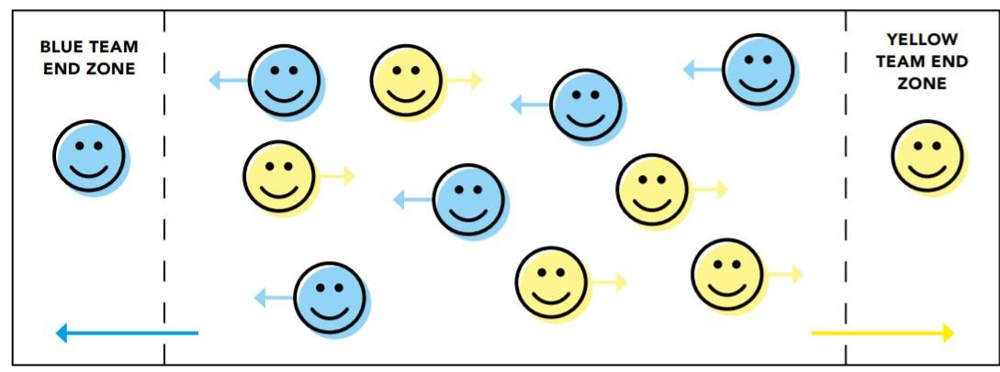 BLUE TEAM
END ZONE
YELLOW
TEAM END
ZONE